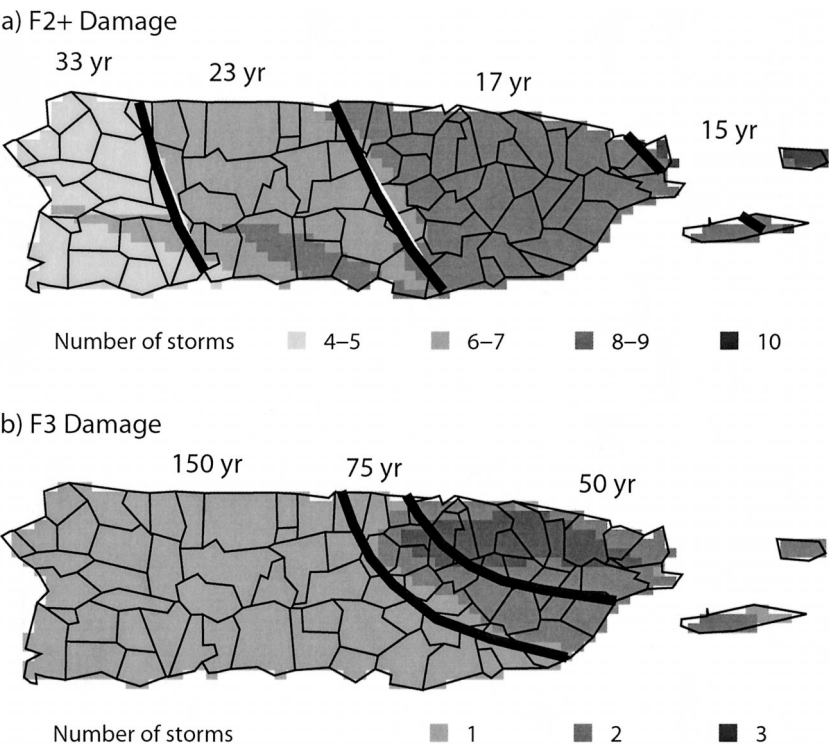 a) F2+ Damage
33 yr 23 yr 17 yr 15 yr
Number of storms 4–5 6–7 8–9 10
b) F3 Damage
150 yr 75 yr 50 yr
Number of storms 1 2 3